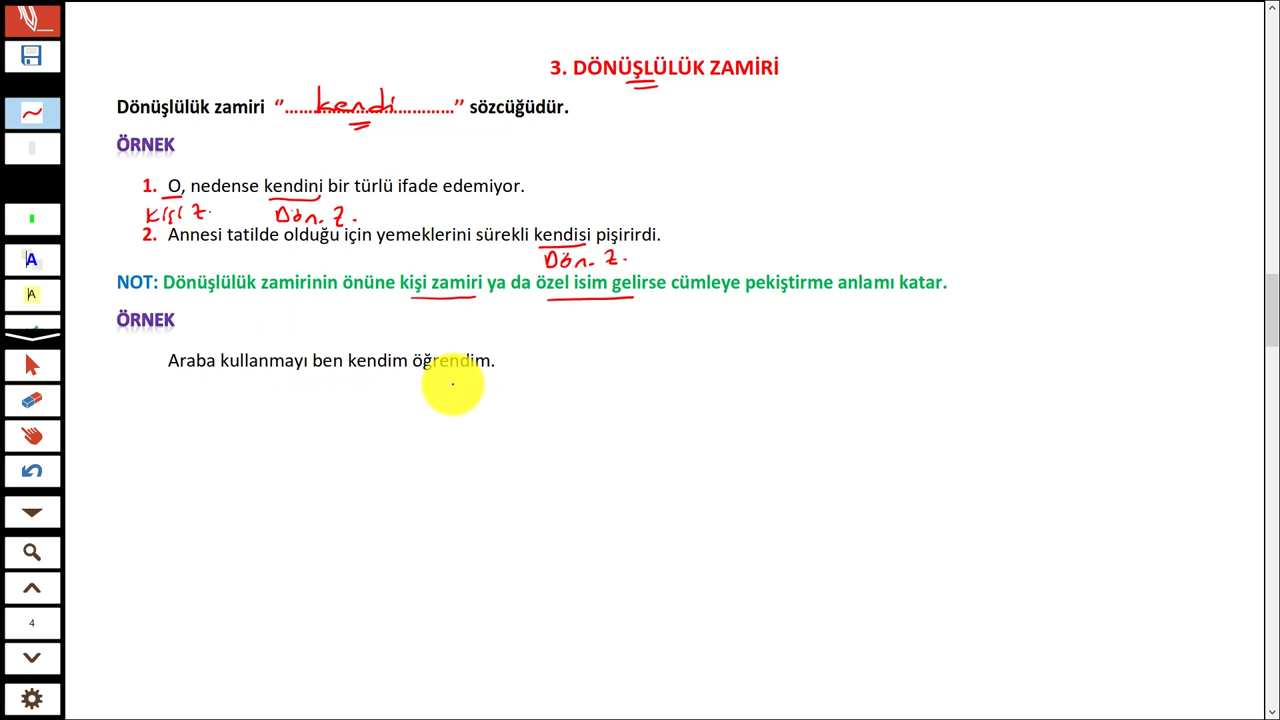 3. DÖNÜŞLÜLÜK ZAMİRİ
Dönüşlülük zamiri “......kendi............” sözcüğüdür.
ÖRNEK
1. O, nedense kendini bir türlü ifade edemiyor.
Kişi Z. Dön. Z.
2. Annesi tatilde olduğu için yemeklerini sürekli kendisi pişirirdi.
Dön. Z.
NOT: Dönüşlülük zamirinin önüne kişi zamiri ya da özel isim gelirse cümleye pekiştirme anlamı katar.
ÖRNEK
Araba kullanmayı ben kendim öğrendim.
A
A
4